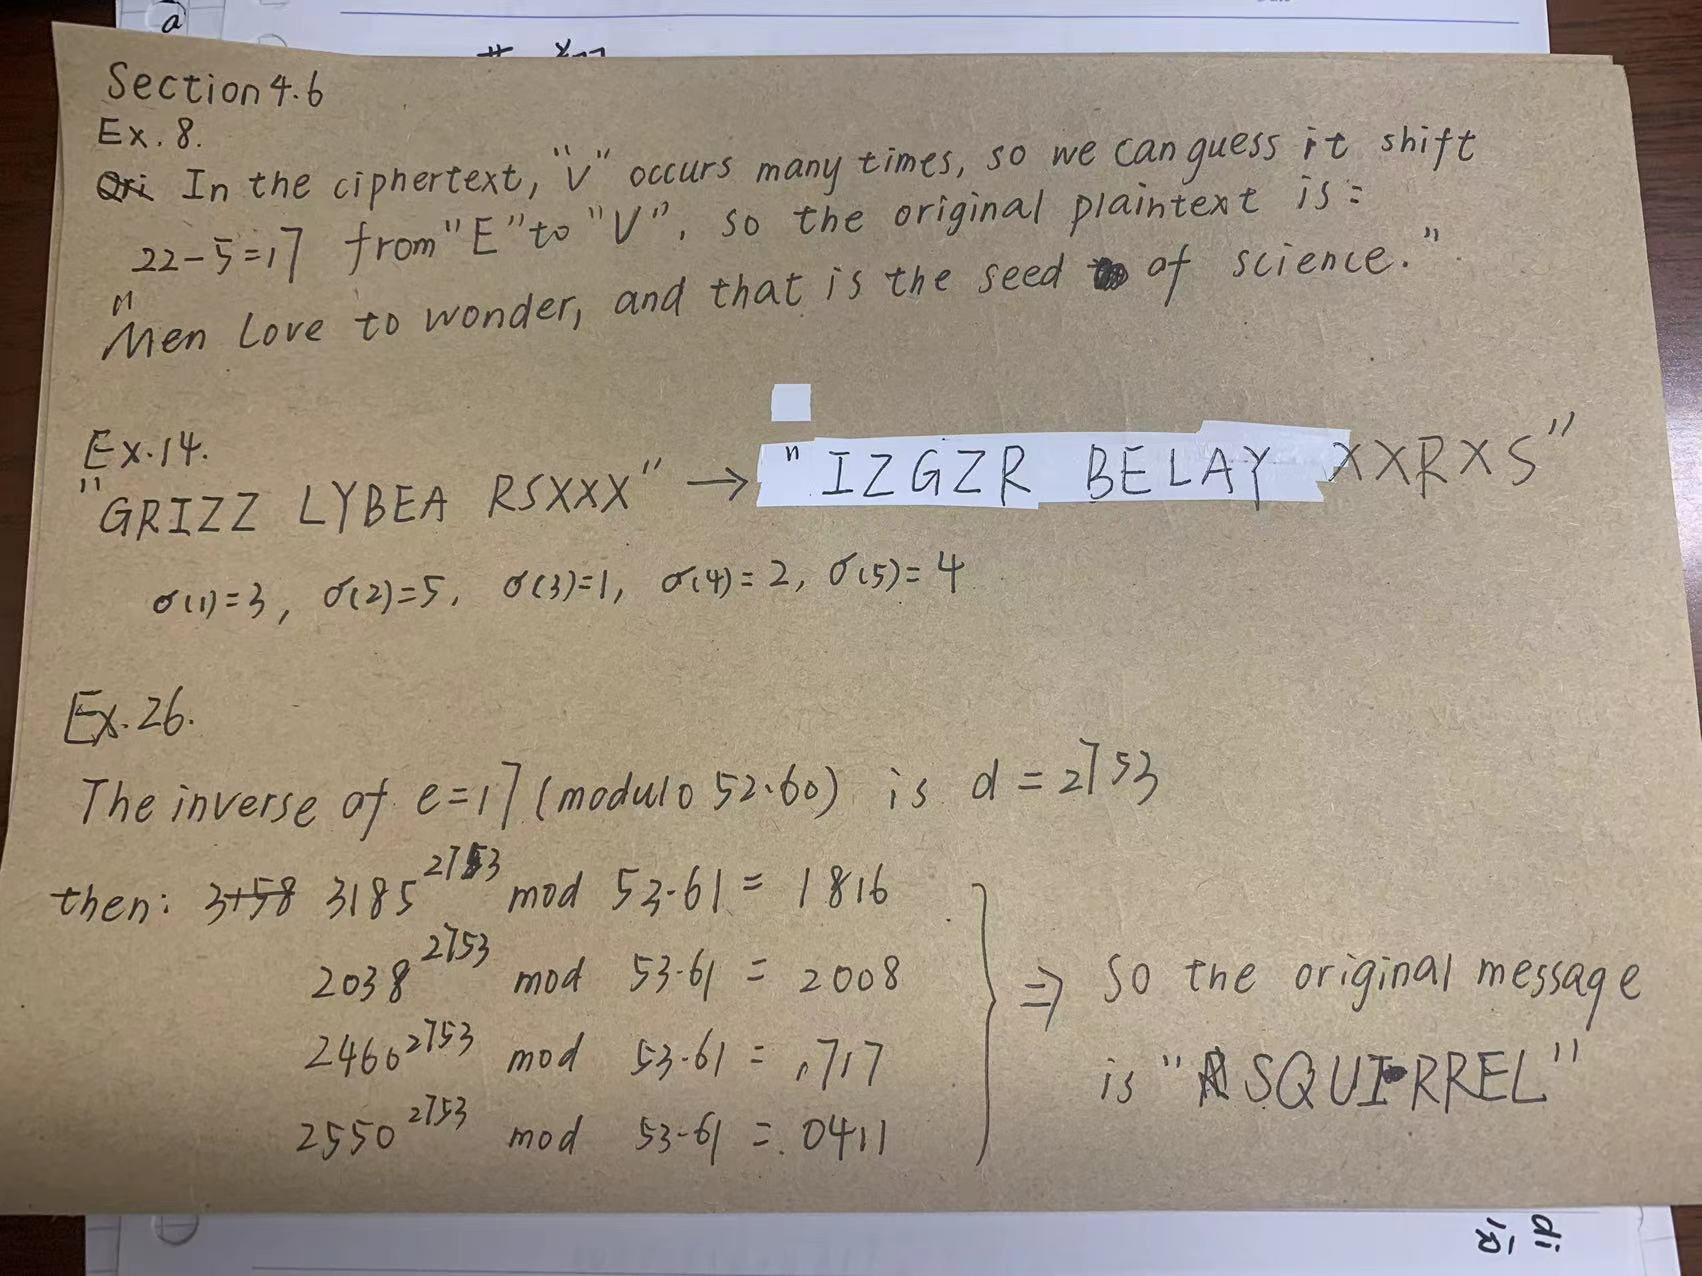 a
Section 4.6
Ex. 8.
In the ciphertext, "V" occurs many times, so we can guess it shift
22-5=17 from "E" to "V", so the original plaintext is:
"Men Love to wonder, and that is the seed of science."
Ex.14.
"GRIZZ LYBEA RSXXX" → "IZGZR BELAY XXRXS"
σ(1)=3, σ(2)=5, σ(3)=1, σ(4)=2, σ(5)=4
Ex.26.
The inverse of e=17 (modulo 52·60) is d=2753
then: 3185^2753 mod 53·61 = 1816
2038^2753 mod 53·61 = 2008
2460^2753 mod 53·61 = 1717
2550^2753 mod 53·61 = 0411
⇒ so the original message
is "SQUIRREL"